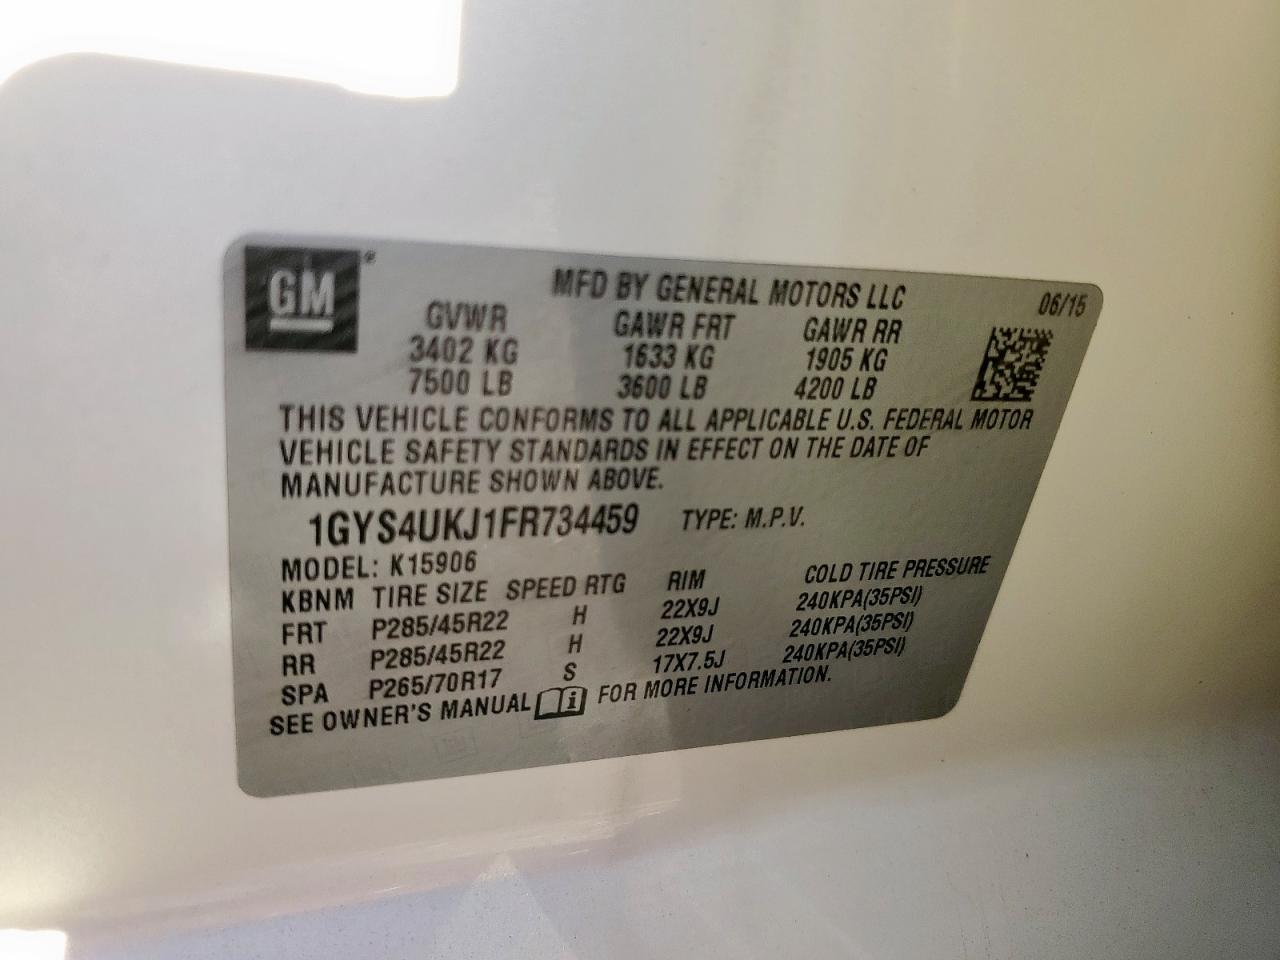 GM ®
MFD BY GENERAL MOTORS LLC 06/15
GVWR GAWR FRT GAWR RR
3402 KG 1633 KG 1905 KG
7500 LB 3600 LB 4200 LB
THIS VEHICLE CONFORMS TO ALL APPLICABLE U.S. FEDERAL MOTOR
VEHICLE SAFETY STANDARDS IN EFFECT ON THE DATE OF
MANUFACTURE SHOWN ABOVE.
1GYS4UKJ1FR734459 TYPE: M.P.V.
MODEL: K15906
KBNM TIRE SIZE SPEED RTG RIM COLD TIRE PRESSURE
FRT P285/45R22 H 22X9J 240KPA(35PSI)
RR P285/45R22 H 22X9J 240KPA(35PSI)
SPA P265/70R17 S 17X7.5J 240KPA(35PSI)
SEE OWNER'S MANUAL i FOR MORE INFORMATION.